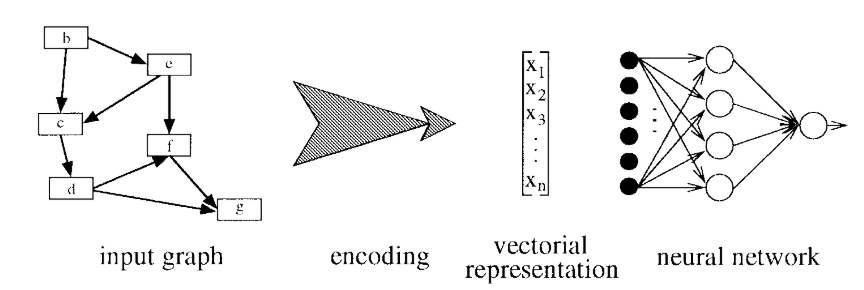 b
e
c
f
d
g
x1
x2
x3
.
.
.
xn
input graph
encoding
vectorial
representation
neural network